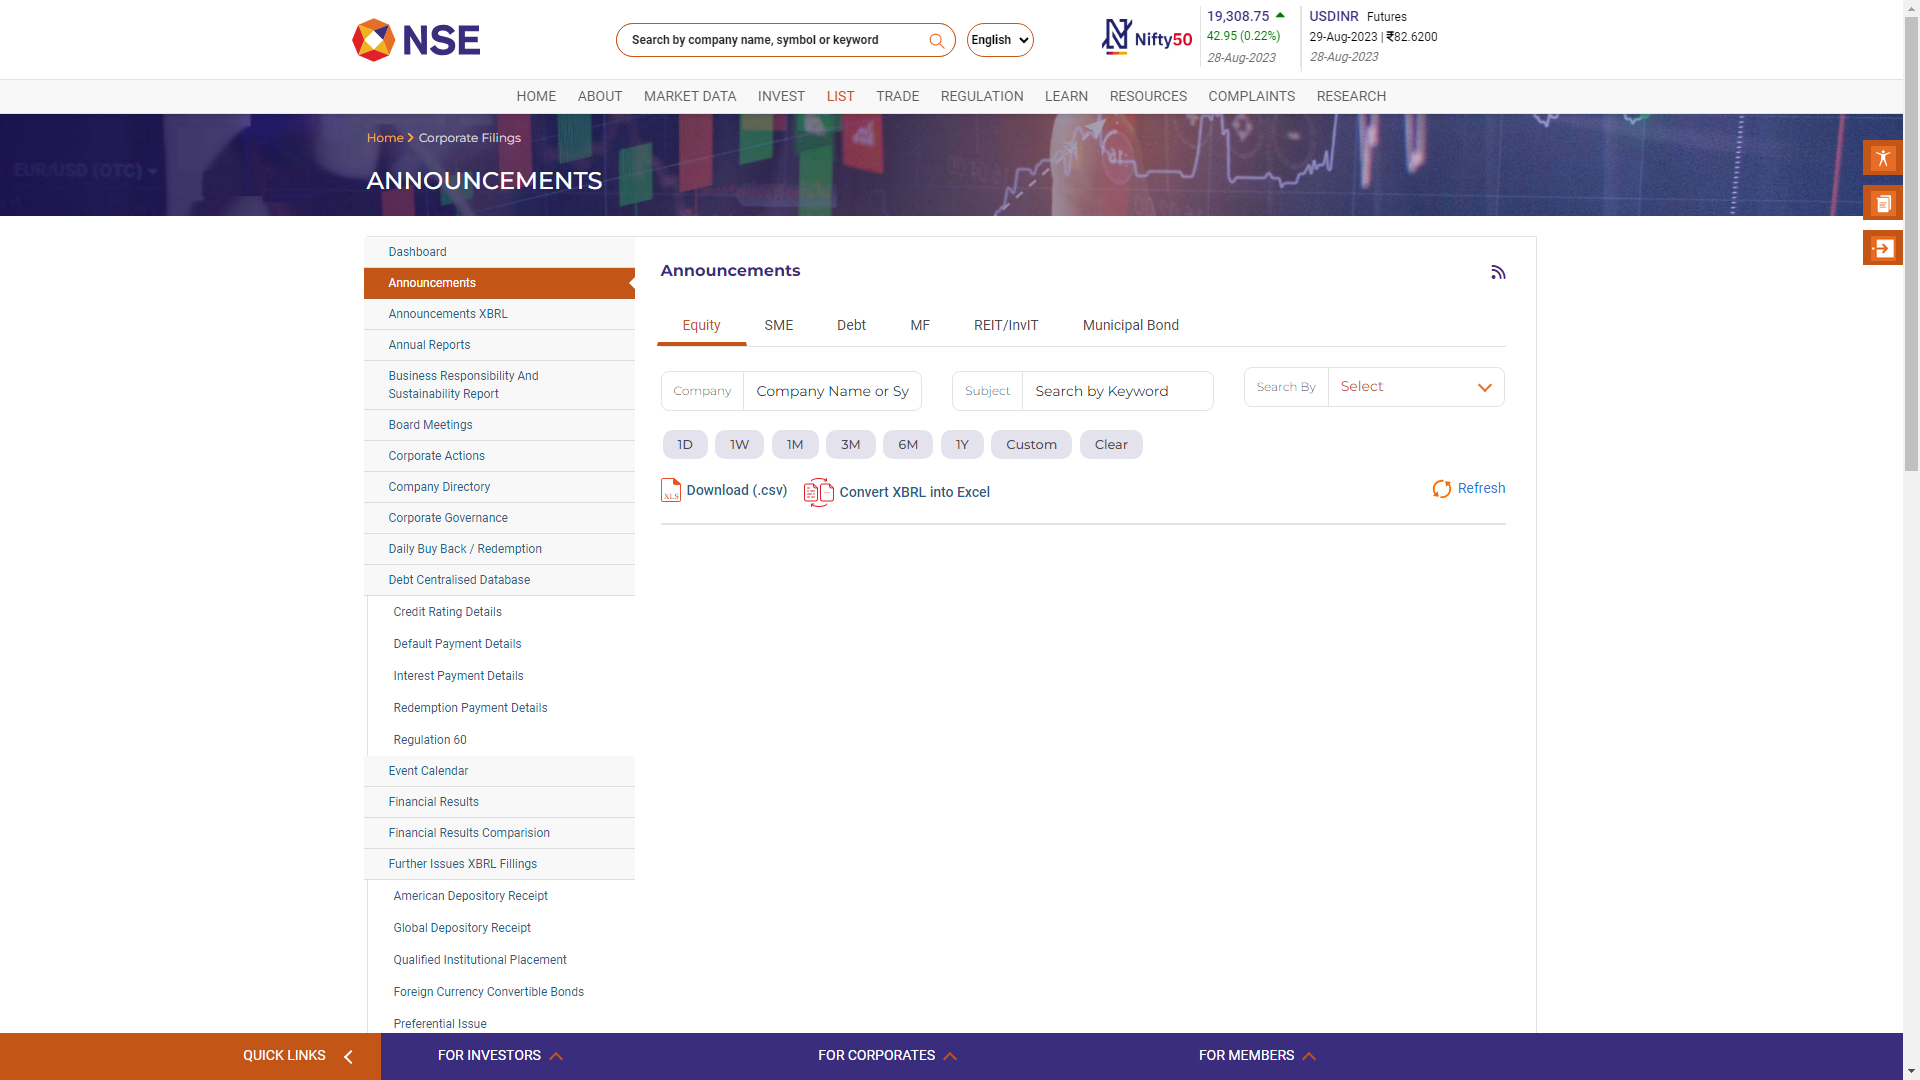 NSE
Search by company name, symbol or keyword
English
Nifty50
19,308.75
42.95 (0.22%)
28-Aug-2023
USDINR Futures
29-Aug-2023 | ₹82.6200
28-Aug-2023
HOME ABOUT MARKET DATA INVEST LIST TRADE REGULATION LEARN RESOURCES COMPLAINTS RESEARCH
Home Corporate Filings
EUR/USD (OTC)
ANNOUNCEMENTS
Dashboard
Announcements
Announcements XBRL
Annual Reports
Business Responsibility And
Sustainability Report
Board Meetings
Corporate Actions
Company Directory
Corporate Governance
Daily Buy Back / Redemption
Debt Centralised Database
Credit Rating Details
Default Payment Details
Interest Payment Details
Redemption Payment Details
Regulation 60
Event Calendar
Financial Results
Financial Results Comparision
Further Issues XBRL Fillings
American Depository Receipt
Global Depository Receipt
Qualified Institutional Placement
Foreign Currency Convertible Bonds
Preferential Issue
Announcements
Equity SME Debt MF REIT/InvIT Municipal Bond
Company Company Name or Sy
Subject Search by Keyword
Search By Select
1D 1W 1M 3M 6M 1Y Custom Clear
XLS Download (.csv) Convert XBRL into Excel Refresh
QUICK LINKS FOR INVESTORS FOR CORPORATES FOR MEMBERS